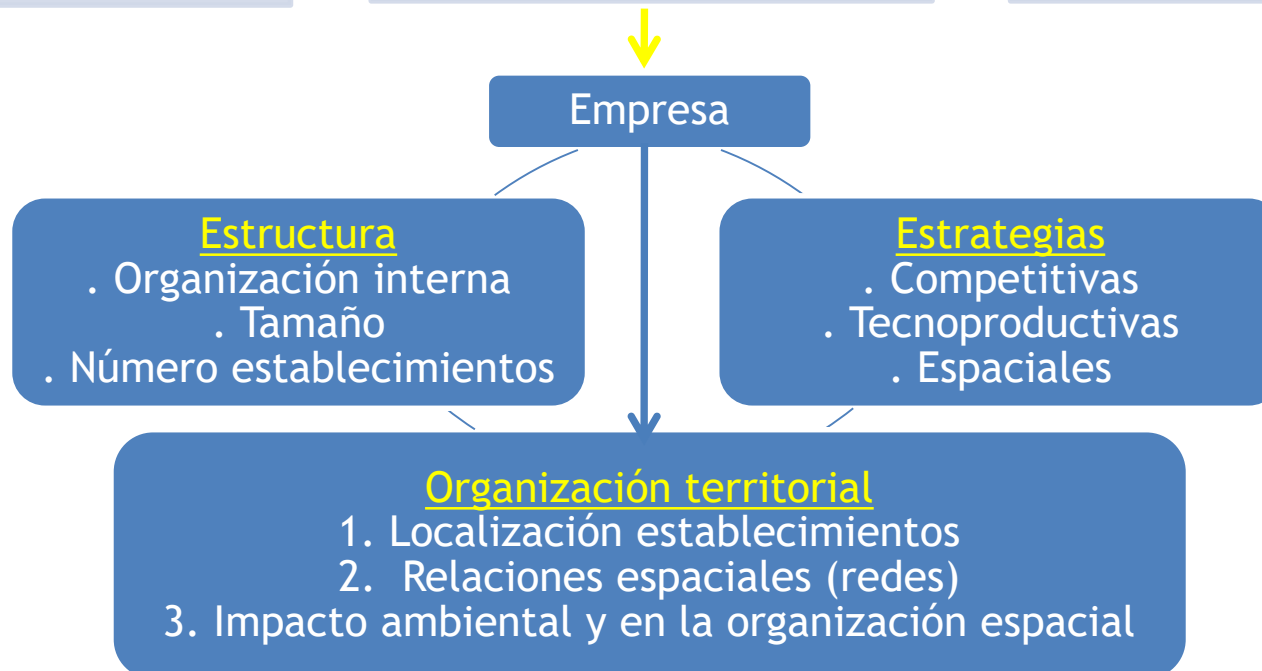 Empresa
Estructura
. Organización interna
. Tamaño
. Número establecimientos
Estrategias
. Competitivas
. Tecnoproductivas
. Espaciales
Organización territorial
1. Localización establecimientos
2. Relaciones espaciales (redes)
3. Impacto ambiental y en la organización espacial